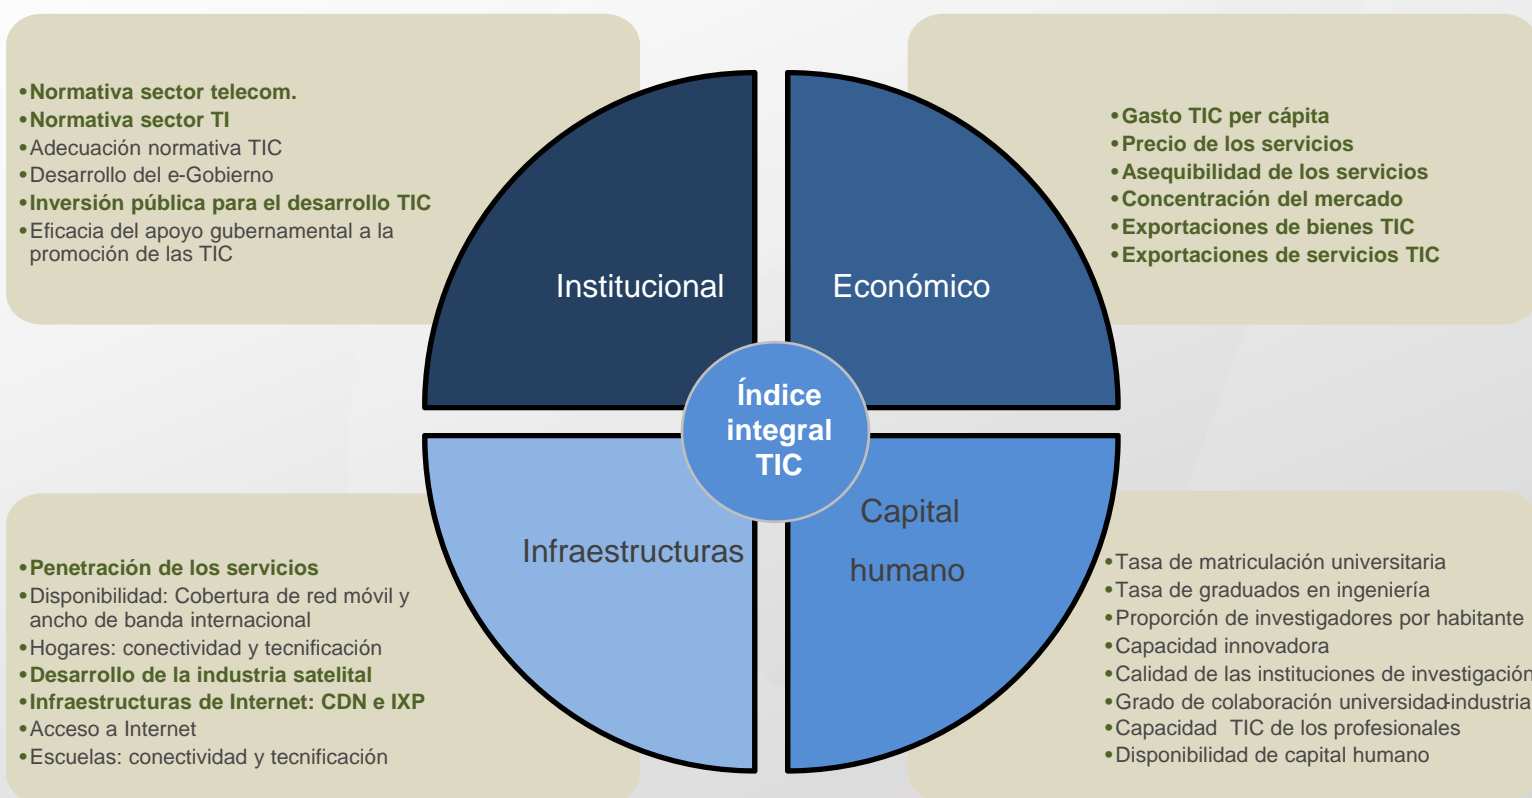 •Normativa sector telecom.
•Normativa sector TI
•Adecuación normativa TIC
•Desarrollo del e-Gobierno
•Inversión pública para el desarrollo TIC
•Eficacia del apoyo gubernamental a la
promoción de las TIC
•Gasto TIC per cápita
•Precio de los servicios
•Asequibilidad de los servicios
•Concentración del mercado
•Exportaciones de bienes TIC
•Exportaciones de servicios TIC
Institucional
Económico
Índice
integral
TIC
Infraestructuras
Capital
humano
•Penetración de los servicios
•Disponibilidad: Cobertura de red móvil y
ancho de banda internacional
•Hogares: conectividad y tecnificación
•Desarrollo de la industria satelital
•Infraestructuras de Internet: CDN e IXP
•Acceso a Internet
•Escuelas: conectividad y tecnificación
•Tasa de matriculación universitaria
•Tasa de graduados en ingeniería
•Proporción de investigadores por habitante
•Capacidad innovadora
•Calidad de las instituciones de investigación
•Grado de colaboración universidad-industria
•Capacidad TIC de los profesionales
•Disponibilidad de capital humano